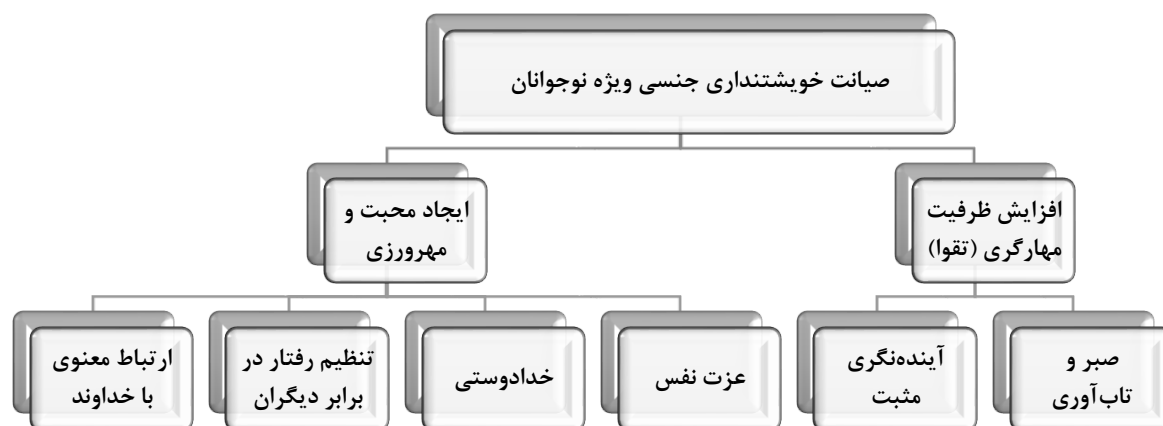 صیانت خویشتنداری جنسی ویژه نوجوانان
افزایش ظرفیت
مهارگری (تقوا)
ایجاد محبت و
مهرورزی
صبر و
تاب‌آوری
آینده‌نگری
مثبت
عزت نفس
خدادوستی
تنظیم رفتار در
برابر دیگران
ارتباط معنوی
با خداوند